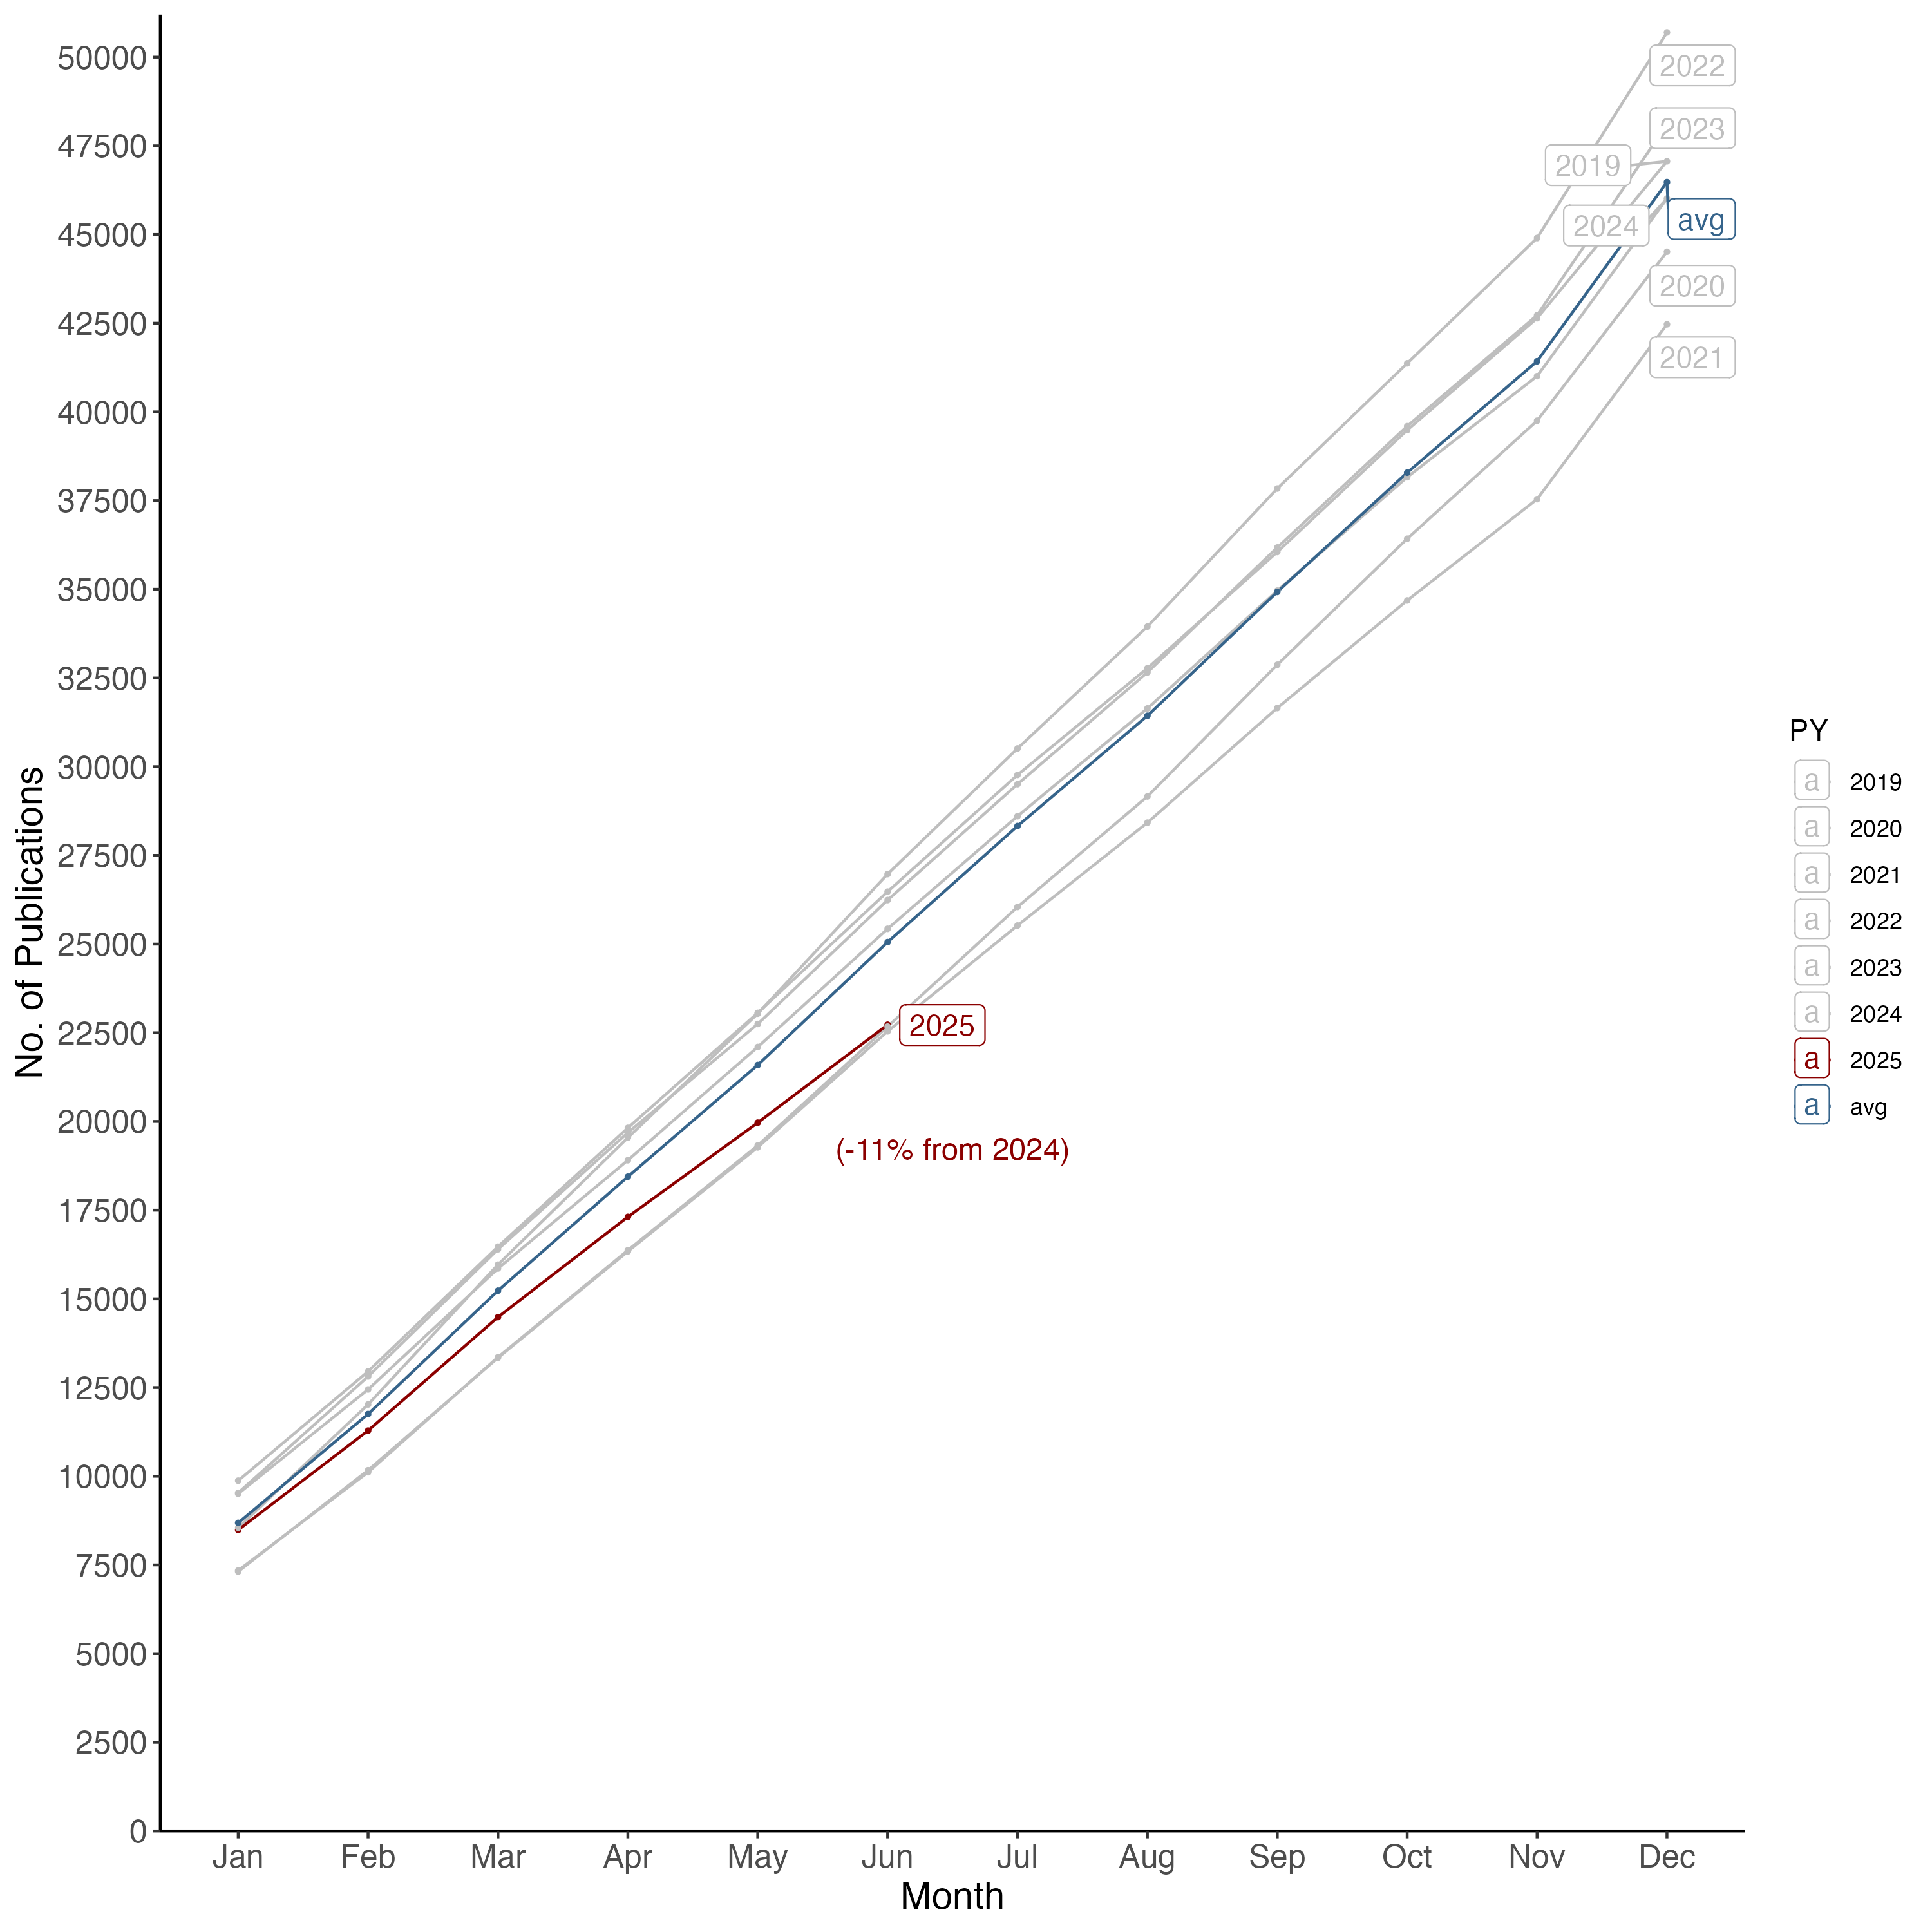 50000
47500
45000
42500
40000
37500
35000
32500
30000
27500
25000
22500
20000
17500
15000
12500
10000
7500
5000
2500
0
No. of Publications
2022
2023
2019
2024
avg
2020
2021
2025
(-11% from 2024)
Jan Feb Mar Apr May Jun Jul Aug Sep Oct Nov Dec
Month
PY
a 2019
a 2020
a 2021
a 2022
a 2023
a 2024
a 2025
a avg